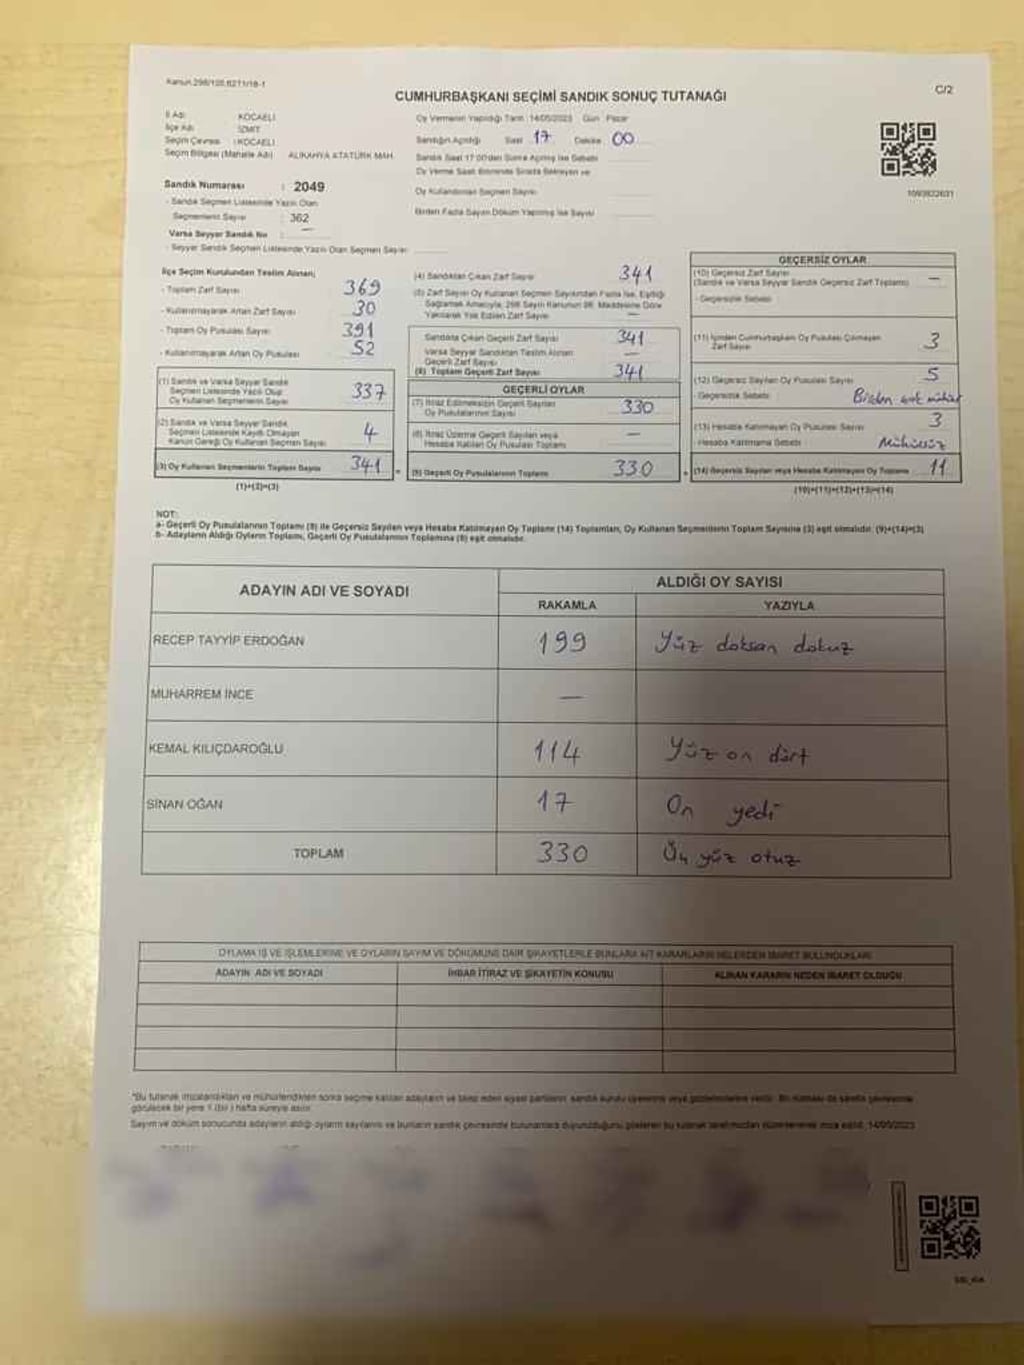 Kanun:298/105,6271/18-1
CUMHURBAŞKANI SEÇİMİ SANDIK SONUÇ TUTANAĞI
C/2
İl Adı KOCAELİ
İlçe Adı İZMİT
Seçim Çevresi : KOCAELİ
Seçim Bölgesi (Mahalle Adı) ALİKAHYA ATATÜRK MAH.
Sandık Numarası : 2049
- Sandık Seçmen Listesinde Yazılı Olan
Seçmenlerin Sayısı : 362
Varsa Seyyar Sandık No : —
- Seyyar Sandık Seçmen Listesinde Yazılı Olan Seçmen Sayısı
Oy Vermenin Yapıldığı Tarih 14/05/2023 Gün Pazar
Sandığın Açıldığı Saat 17 Dakika 00
Sandık Saat 17:00'den Sonra Açılmış İse Sebebi
Oy Verme Saati Bitiminde Sırada Bekleyen ve
Oy Kullandırılan Seçmen Sayısı
Birden Fazla Sayım Döküm Yapılmış İse Sayısı
1093822631
İlçe Seçim Kurulundan Teslim Alınan;
- Toplam Zarf Sayısı 369
- Kullanılmayarak Artan Zarf Sayısı 30
- Toplam Oy Pusulası Sayısı 391
- Kullanılmayarak Artan Oy Pusulası 52
(1) Sandık ve Varsa Seyyar Sandık
Seçmen Listesinde Yazılı Olup
Oy Kullanan Seçmenlerin Sayısı 337
(2) Sandık ve Varsa Seyyar Sandık
Seçmen Listesinde Kayıtlı Olmayan
Kanun Gereği Oy Kullanan Seçmen Sayısı 4
(3) Oy Kullanan Seçmenlerin Toplam Sayısı 341
(1)+(2)=(3)
(4) Sandıktan Çıkan Zarf Sayısı 341
(5) Zarf Sayısı Oy Kullanan Seçmen Sayısından Fazla İse, Eşitliği
Sağlamak Amacıyla, 298 Sayılı Kanunun 98. Maddesine Göre
Yakılarak Yok Edilen Zarf Sayısı —
Sandıkta Çıkan Geçerli Zarf Sayısı 341
Varsa Seyyar Sandıktan Teslim Alınan
Geçerli Zarf Sayısı —
(6) Toplam Geçerli Zarf Sayısı 341
GEÇERLİ OYLAR
(7) İtiraz Edilmeksizin Geçerli Sayılan
Oy Pusulalarının Sayısı 330
(8) İtiraz Üzerine Geçerli Sayılan veya
Hesaba Katılan Oy Pusulası Toplamı —
(9) Geçerli Oy Pusulalarının Toplamı 330
GEÇERSİZ OYLAR
(10) Geçersiz Zarf Sayısı —
(Sandık ve Varsa Seyyar Sandık Geçersiz Zarf Toplamı)
- Geçersizlik Sebebi
(11) İçinden Cumhurbaşkanı Oy Pusulası Çıkmayan
Zarf Sayısı 3
(12) Geçersiz Sayılan Oy Pusulası Sayısı 5
- Geçersizlik Sebebi Birden çok mühür
(13) Hesaba Katılmayan Oy Pusulası Sayısı 3
- Hesaba Katılmama Sebebi Mühürsüz
(14) Geçersiz Sayılan veya Hesaba Katılmayan Oy Toplamı 11
(10)+(11)+(12)+(13)=(14)
NOT:
a- Geçerli Oy Pusulalarının Toplamı (9) ile Geçersiz Sayılan veya Hesaba Katılmayan Oy Toplamı (14) Toplamları, Oy Kullanan Seçmenlerin Toplam Sayısına (3) eşit olmalıdır. (9)+(14)=(3)
b- Adayların Aldığı Oyların Toplamı, Geçerli Oy Pusulalarının Toplamına (9) eşit olmalıdır.
ADAYIN ADI VE SOYADI
ALDIĞI OY SAYISI
RAKAMLA YAZIYLA
RECEP TAYYİP ERDOĞAN 199 Yüz doksan dokuz
MUHARREM İNCE —
KEMAL KILIÇDAROĞLU 114 Yüz on dört
SİNAN OĞAN 17 On yedi
TOPLAM 330 Üç yüz otuz
OYLAMA İŞ VE İŞLEMLERİNE VE OYLARIN SAYIM VE DÖKÜMÜNE DAİR ŞİKAYETLERLE BUNLARA AİT KARARLARIN NELERDEN İBARET BULUNDUKLARI
ADAYIN ADI VE SOYADI İHBAR İTİRAZ VE ŞİKAYETİN KONUSU ALINAN KARARIN NEDEN İBARET OLDUĞU
*Bu tutanak imzalandıktan ve mühürlendikten sonra seçime katılan adayların ve talep eden siyasi partilerin, sandık kurulu üyelerine veya gözlemcilerine verilir. Bir nüshası da sandık çevresinde
görülecek bir yere 1 (bir) hafta süreyle asılır.
Sayım ve döküm sonucunda adayların aldığı oyların sayılarını ve bunların sandık çevresinde bulunanlara duyurulduğunu gösteren bu tutanak tarafımızdan düzenlenerek imza edildi. 14/05/2023